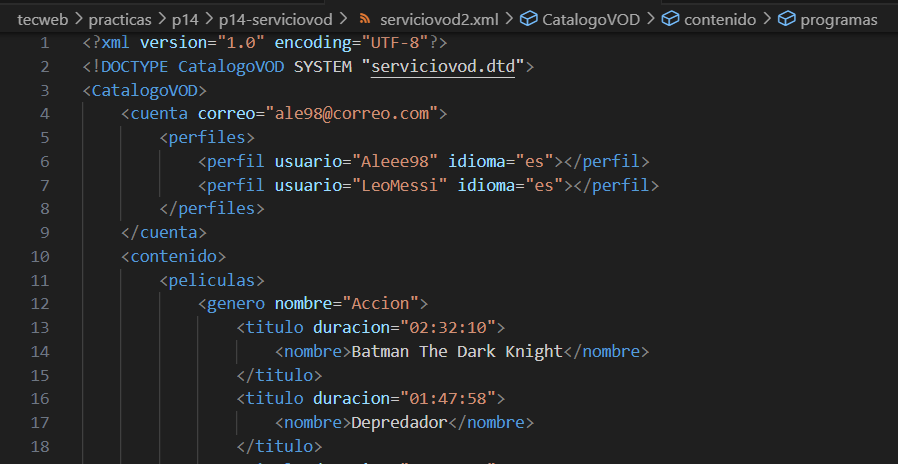 tecweb > practicas > p14 > p14-serviciovod > serviciovod2.xml > CatalogoVOD > contenido > programas
1 <?xml version="1.0" encoding="UTF-8"?>
2 <!DOCTYPE CatalogoVOD SYSTEM "serviciovod.dtd">
3 <CatalogoVOD>
4 <cuenta correo="ale98@correo.com">
5 <perfiles>
6 <perfil usuario="Aleee98" idioma="es"></perfil>
7 <perfil usuario="LeoMessi" idioma="es"></perfil>
8 </perfiles>
9 </cuenta>
10 <contenido>
11 <peliculas>
12 <genero nombre="Accion">
13 <titulo duracion="02:32:10">
14 <nombre>Batman The Dark Knight</nombre>
15 </titulo>
16 <titulo duracion="01:47:58">
17 <nombre>Depredador</nombre>
18 </titulo>